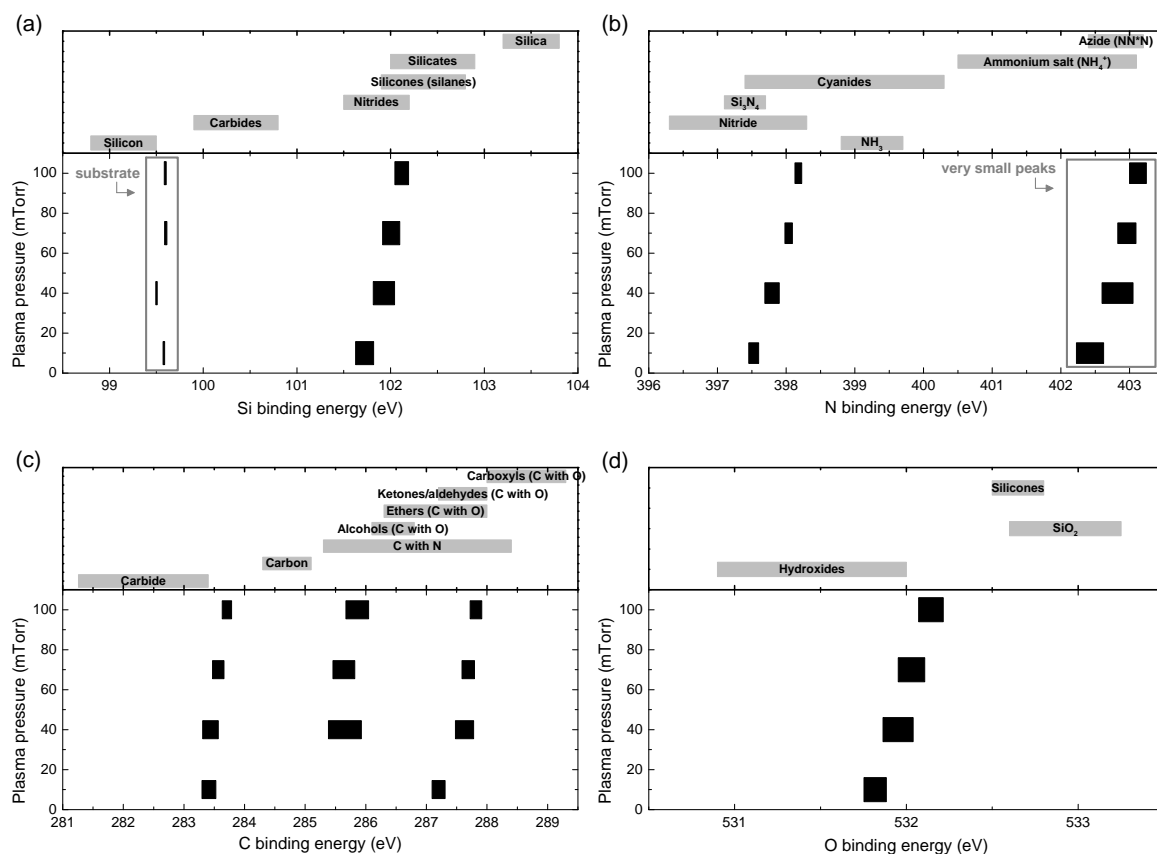 (a)
Silica
Silicates
Silicones (silanes)
Nitrides
Carbides
Silicon
substrate
Plasma pressure (mTorr)
100
80
60
40
20
0
99 100 101 102 103 104
Si binding energy (eV)
(b)
Azide (NN*N)
Ammonium salt (NH₄⁺)
Cyanides
Si₃N₄
Nitride
NH₃
very small peaks
Plasma pressure (mTorr)
100
80
60
40
20
0
396 397 398 399 400 401 402 403
N binding energy (eV)
(c)
Carboxyls (C with O)
Ketones/aldehydes (C with O)
Ethers (C with O)
Alcohols (C with O)
C with N
Carbon
Carbide
Plasma pressure (mTorr)
100
80
60
40
20
0
281 282 283 284 285 286 287 288 289
C binding energy (eV)
(d)
Silicones
SiO₂
Hydroxides
Plasma pressure (mTorr)
100
80
60
40
20
0
531 532 533
O binding energy (eV)